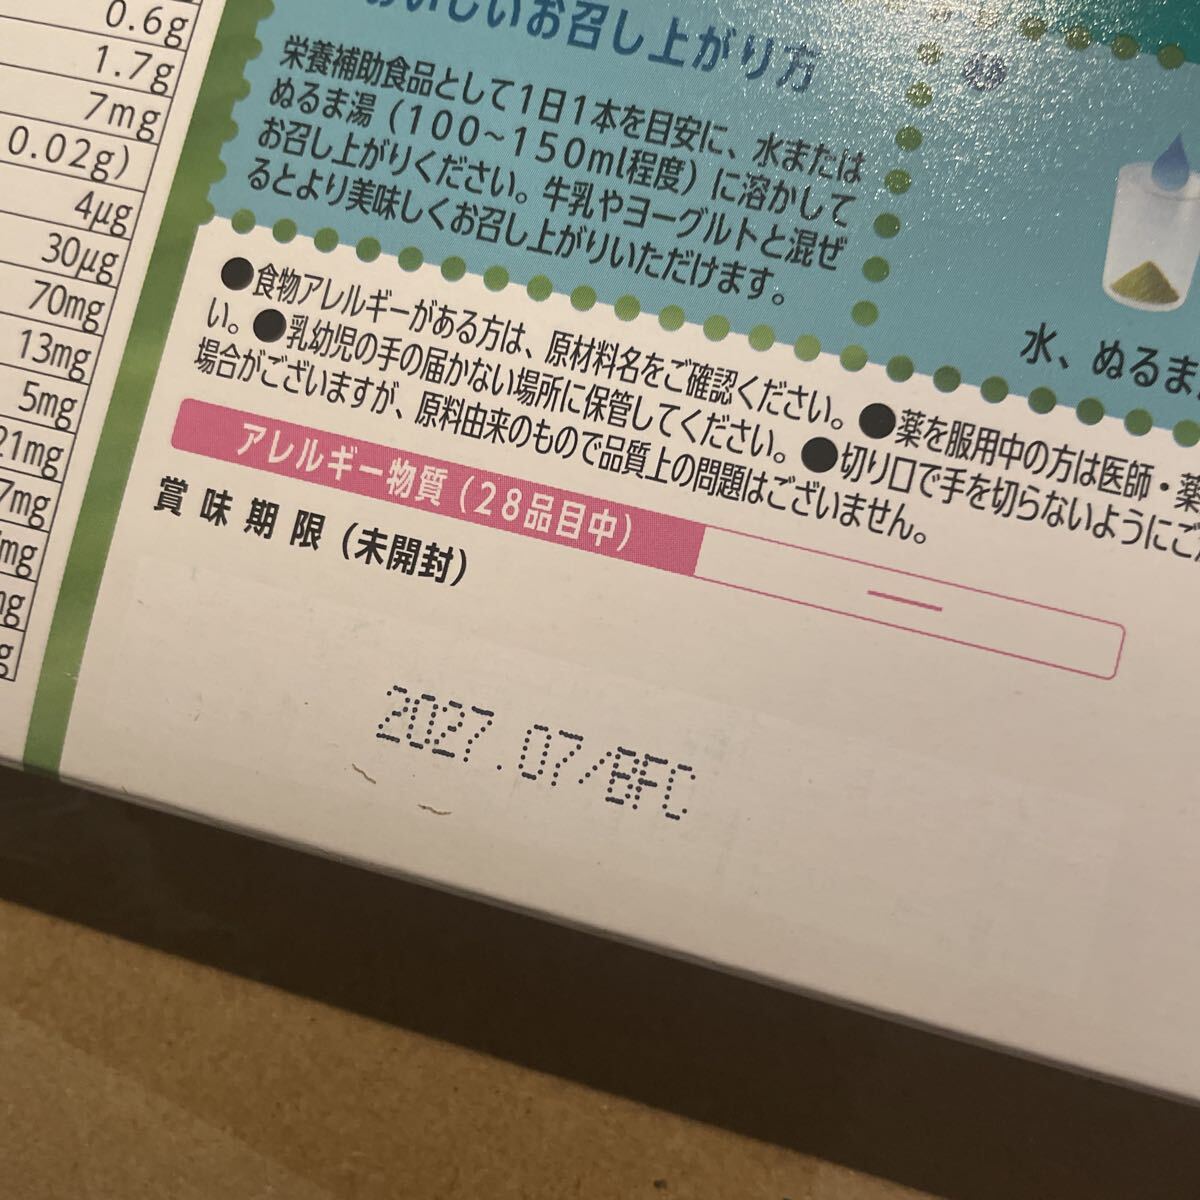 0.6g
1.7g
7mg
0.02g)
4μg
30μg
70mg
13mg
5mg
21mg
7mg
mg
mg
g
おいしいお召し上がり方
栄養補助食品として1日1本を目安に、水または
ぬるま湯（100~150ml程度）に溶かして
お召し上がりください。牛乳やヨーグルトと混ぜ
るとより美味しくお召し上がりいただけます。
水、ぬるま
●食物アレルギーがある方は、原材料名をご確認ください。●薬を服用中の方は医師・薬
い。●乳幼児の手の届かない場所に保管してください。●切り口で手を切らないようにご
場合がございますが、原料由来のもので品質上の問題はございません。
アレルギー物質（28品目中） ―
賞味期限（未開封）
2027.07/BFC